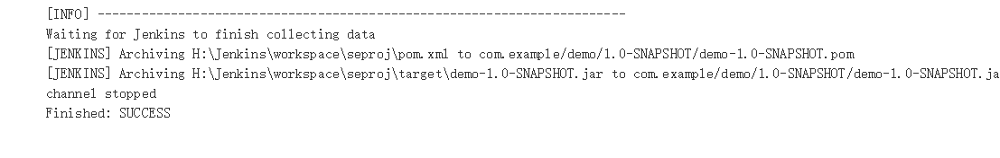 [INFO] ------------------------------------------------------------------------
Waiting for Jenkins to finish collecting data
[JENKINS] Archiving H:\Jenkins\workspace\seproj\pom.xml to com.example/demo/1.0-SNAPSHOT/demo-1.0-SNAPSHOT.pom
[JENKINS] Archiving H:\Jenkins\workspace\seproj\target\demo-1.0-SNAPSHOT.jar to com.example/demo/1.0-SNAPSHOT/demo-1.0-SNAPSHOT.ja
channel stopped
Finished: SUCCESS